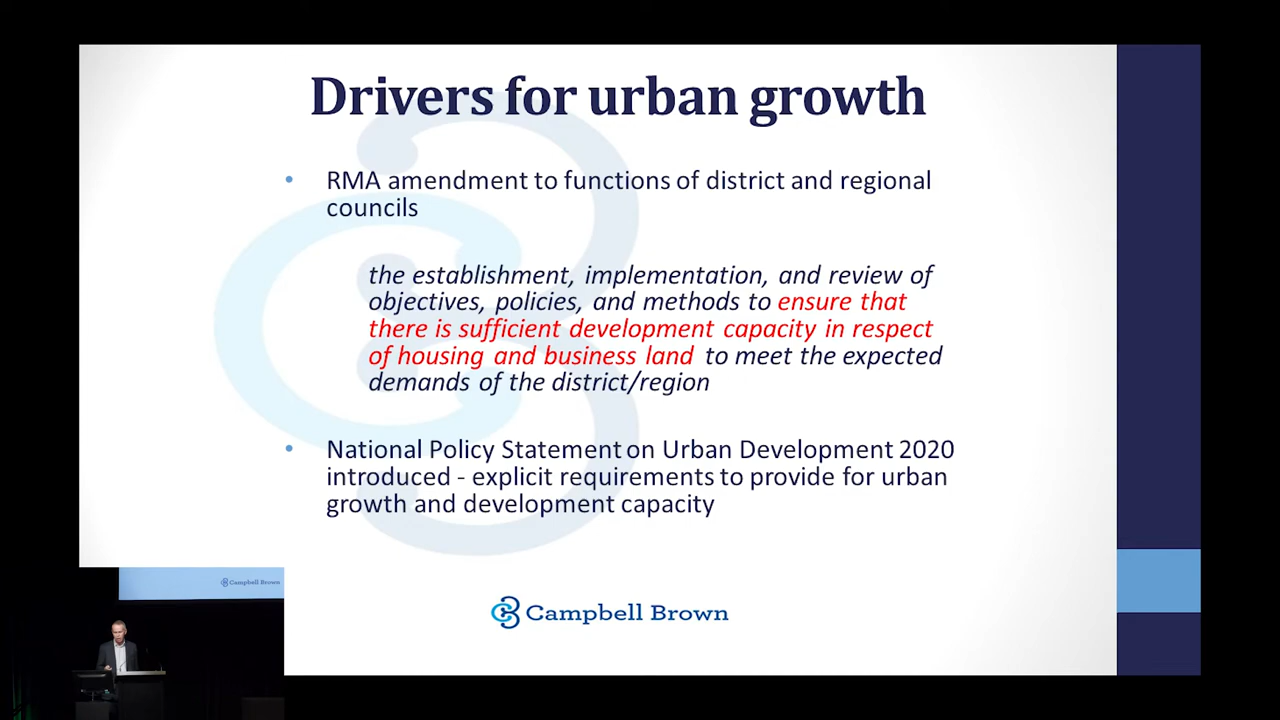 Drivers for urban growth
• RMA amendment to functions of district and regional
councils
the establishment, implementation, and review of
objectives, policies, and methods to ensure that
there is sufficient development capacity in respect
of housing and business land to meet the expected
demands of the district/region
• National Policy Statement on Urban Development 2020
introduced - explicit requirements to provide for urban
growth and development capacity
Campbell Brown
Campbell Brown